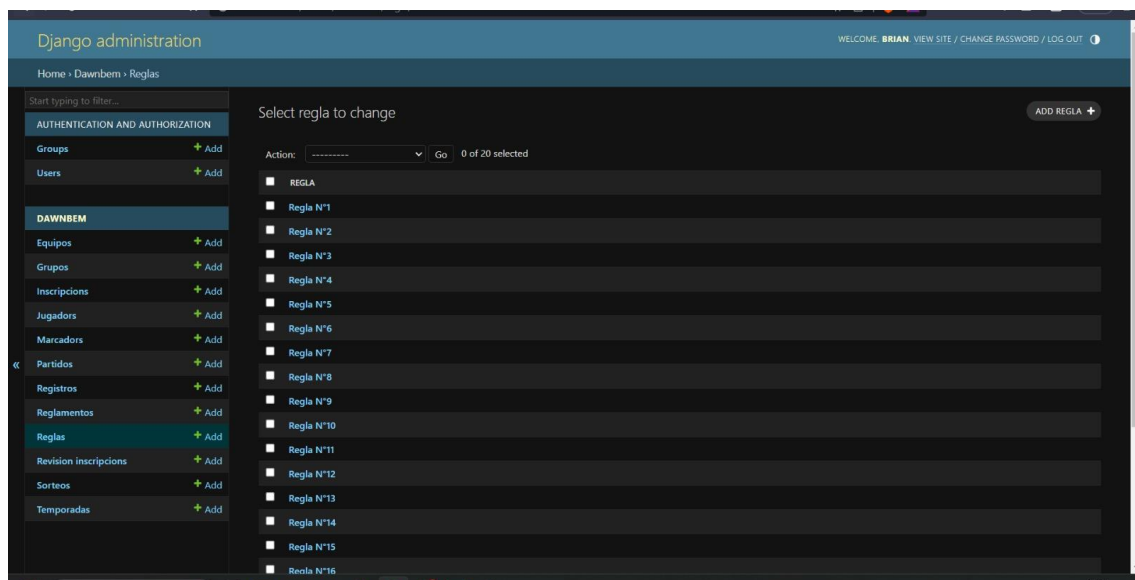 Django administration
WELCOME, BRIAN. VIEW SITE / CHANGE PASSWORD / LOG OUT
Home › Dawnbem › Reglas
Start typing to filter...
AUTHENTICATION AND AUTHORIZATION
Groups + Add
Users + Add
DAWNBEM
Equipos + Add
Grupos + Add
Inscripcions + Add
Jugadors + Add
Marcadors + Add
Partidos + Add
Registros + Add
Reglamentos + Add
Reglas + Add
Revision inscripcions + Add
Sorteos + Add
Temporadas + Add
«
Select regla to change
ADD REGLA +
Action: --------- Go 0 of 20 selected
REGLA
Regla N°1
Regla N°2
Regla N°3
Regla N°4
Regla N°5
Regla N°6
Regla N°7
Regla N°8
Regla N°9
Regla N°10
Regla N°11
Regla N°12
Regla N°13
Regla N°14
Regla N°15
Regla N°16